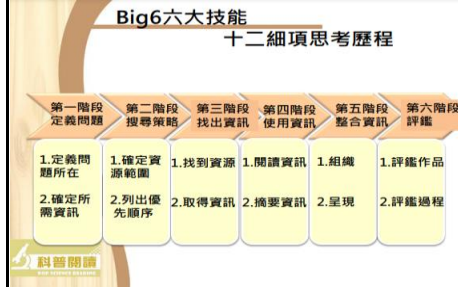 Big6六大技能
十二細項思考歷程
第一階段
定義問題
第二階段
搜尋策略
第三階段
找出資訊
第四階段
使用資訊
第五階段
整合資訊
第六階段
評鑑
1.定義問
題所在
2.確定所
需資訊
1.確定資
源範圍
2.列出優
先順序
1.找到資源
2.取得資訊
1.閱讀資訊
2.摘要資訊
1.組織
2.呈現
1.評鑑作品
2.評鑑過程
科普閱讀